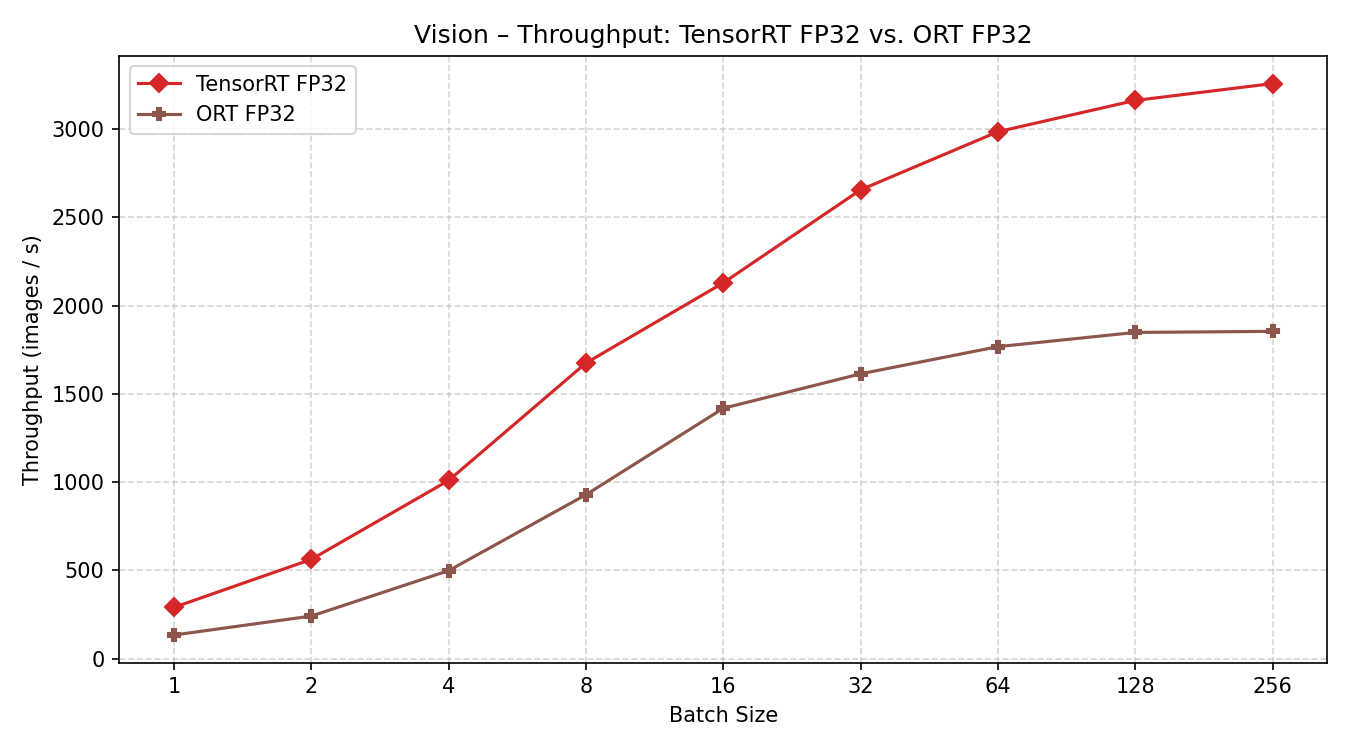 Vision – Throughput: TensorRT FP32 vs. ORT FP32
TensorRT FP32
ORT FP32
Throughput (images / s)
3000
2500
2000
1500
1000
500
0
1 2 4 8 16 32 64 128 256
Batch Size